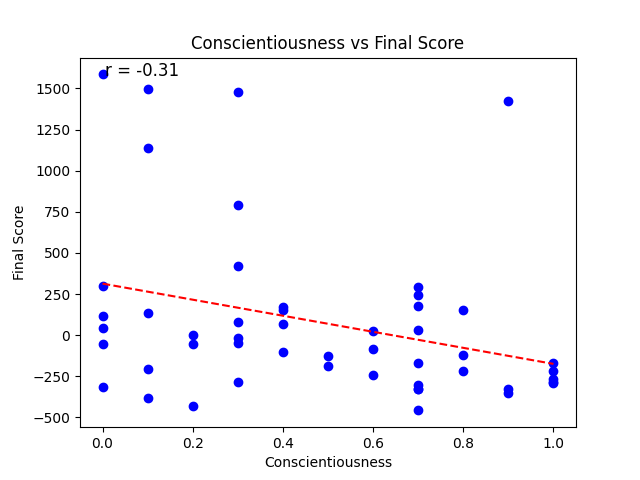 Conscientiousness vs Final Score
r = -0.31
Final Score
1500
1250
1000
750
500
250
0
−250
−500
0.0 0.2 0.4 0.6 0.8 1.0
Conscientiousness